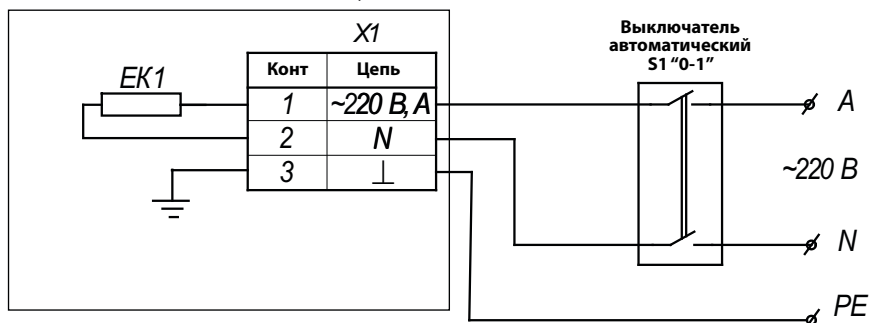 X1
Выключатель
автоматический
S1 “0-1”
EK1
Конт Цепь
1 ~220 В, А
2 N
3 ⊥
A
~220 В
N
PE